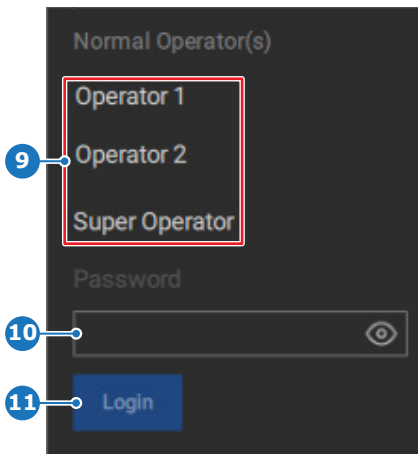 Normal Operator(s)
Operator 1
9
Operator 2
Super Operator
Password
10
11
Login